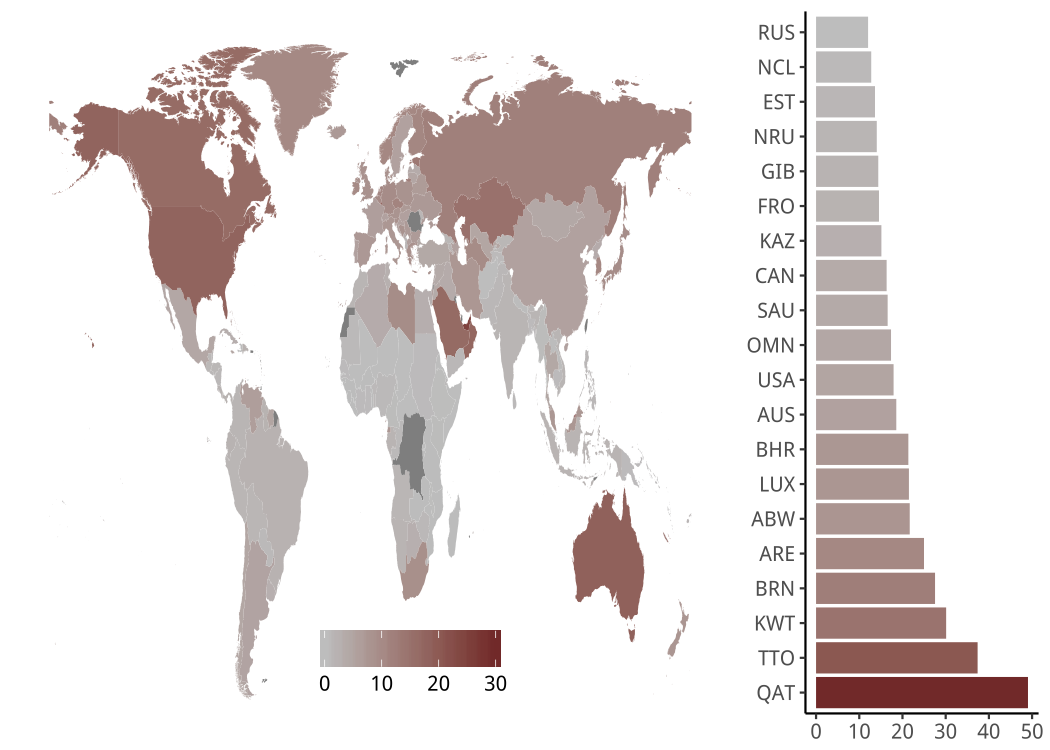 RUS
NCL
EST
NRU
GIB
FRO
KAZ
CAN
SAU
OMN
USA
AUS
BHR
LUX
ABW
ARE
BRN
KWT
TTO
QAT
0 10 20 30
0 10 20 30 40 50